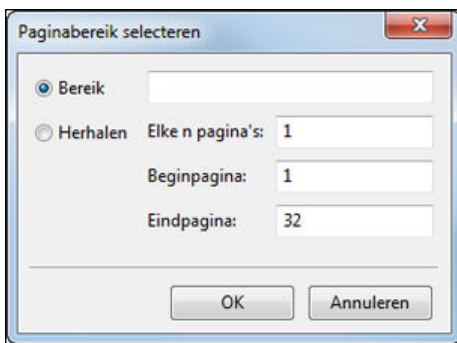 Paginabereik selecteren
Bereik
Herhalen Elke n pagina's: 1
Beginpagina: 1
Eindpagina: 32
OK Annuleren